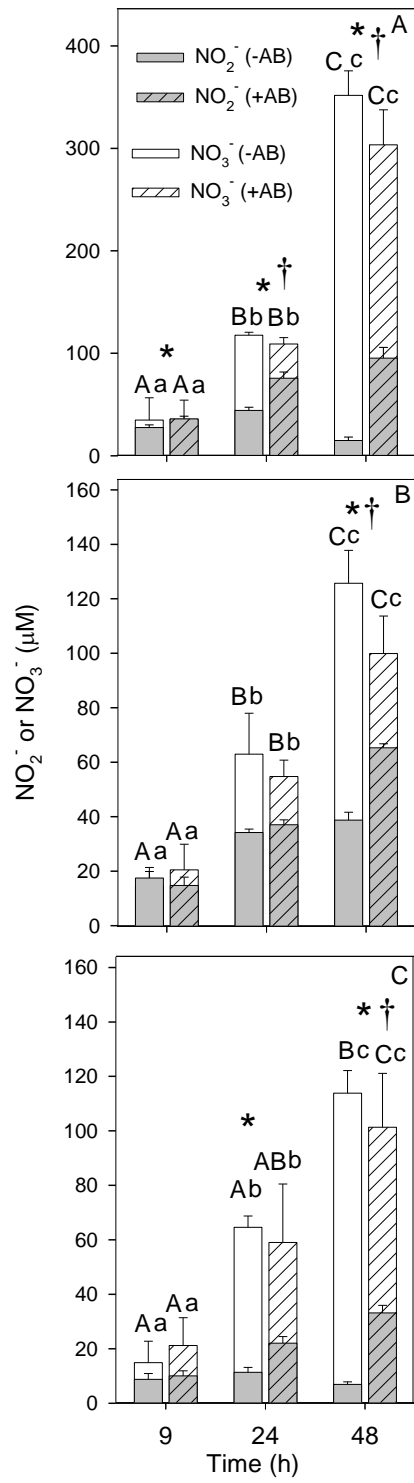 A
* †
NO₂⁻ (-AB)
NO₂⁻ (+AB)
NO₃⁻ (-AB)
NO₃⁻ (+AB)
Cc
Cc
* †
Bb Bb
*
Aa Aa
400
300
200
100
0
B
* †
Cc
Cc
Bb Bb
Aa Aa
160
140
120
100
80
60
40
20
0
NO₂⁻ or NO₃⁻ (μM)
C
* †
Bc Cc
*
Ab ABb
Aa Aa
160
140
120
100
80
60
40
20
0
9 24 48
Time (h)